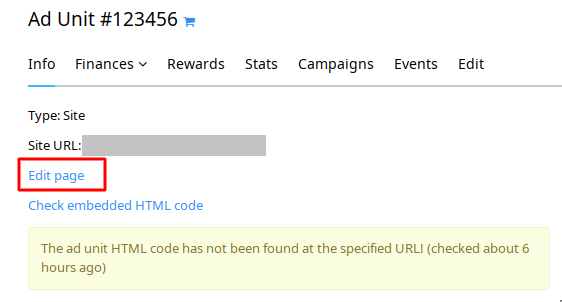 Ad Unit #123456
Info Finances Rewards Stats Campaigns Events Edit
Type: Site
Site URL:
Edit page
Check embedded HTML code
The ad unit HTML code has not been found at the specified URL! (checked about 6
hours ago)